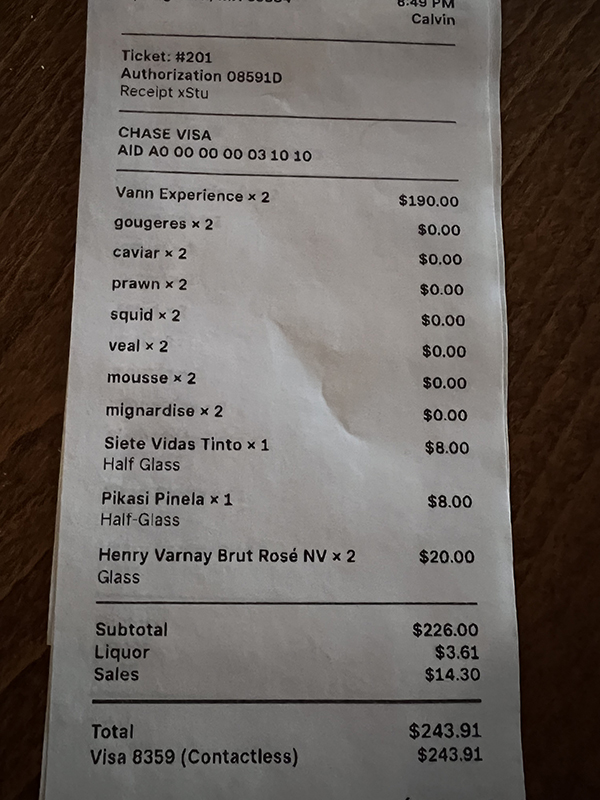 8:49 PM
Calvin
Ticket: #201
Authorization 08591D
Receipt xStu
CHASE VISA
AID A0 00 00 00 03 10 10
Vann Experience × 2 $190.00
gougeres × 2 $0.00
caviar × 2 $0.00
prawn × 2 $0.00
squid × 2 $0.00
veal × 2 $0.00
mousse × 2 $0.00
mignardise × 2 $0.00
Siete Vidas Tinto × 1 $8.00
Half Glass
Pikasi Pinela × 1 $8.00
Half-Glass
Henry Varnay Brut Rosé NV × 2 $20.00
Glass
Subtotal $226.00
Liquor $3.61
Sales $14.30
Total $243.91
Visa 8359 (Contactless) $243.91